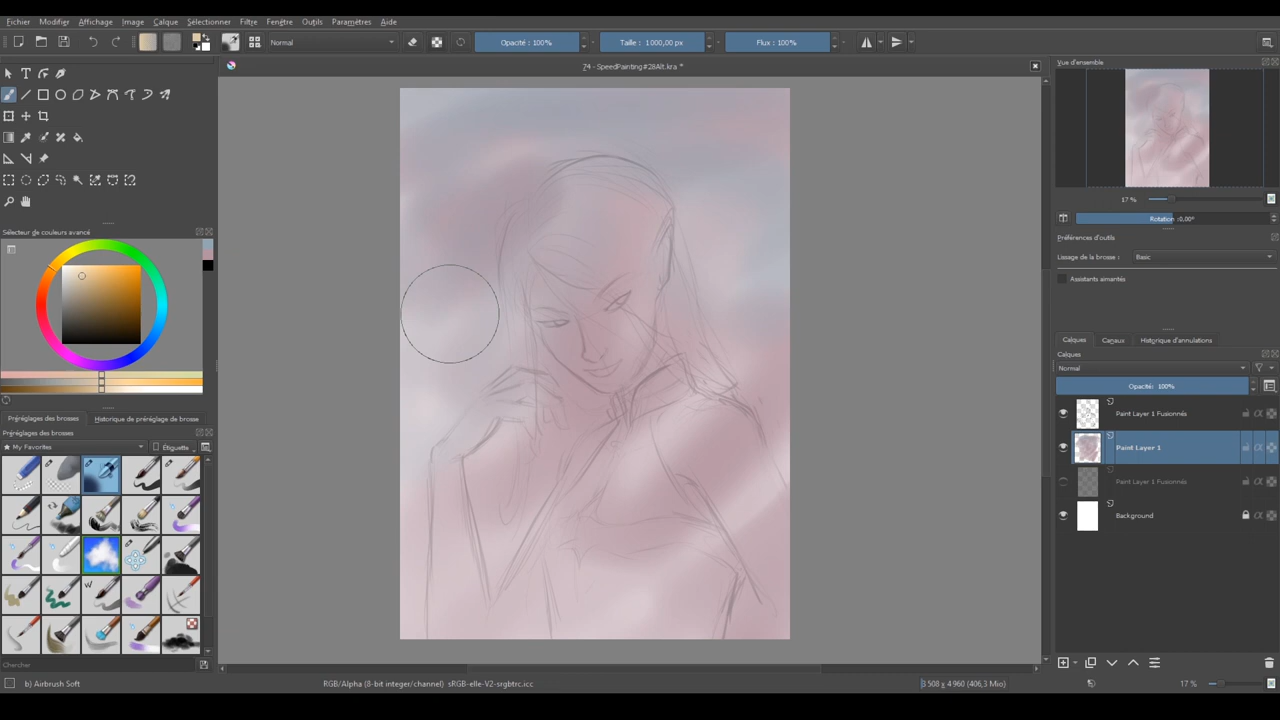 Fichier Modifier Affichage Image Calque Sélectionner Filtre Fenêtre Outils Paramètres Aide
Normal Opacité : 100% Taille : 1000,00 px Flux : 100%
74 - SpeedPainting#28Alt.kra *
Vue d'ensemble
17 %
Rotation :0,00°
Préférences d'outils
Lissage de la brosse : Basic
Assistants aimantés
Calques Canaux Historique d'annulations
Calques
Normal
Opacité: 100%
Paint Layer 1 Fusionnés
Paint Layer 1
Paint Layer 1 Fusionnés
Background
Sélecteur de couleurs avancé
Préréglages des brosses Historique de préréglage de brosse
Préréglages des brosses
My Favorites Étiquette
Chercher
b) Airbrush Soft RGB/Alpha (8-bit integer/channel) sRGB-elle-V2-srgbtrc.icc 3 508 x 4 960 (406,3 Mio) 17 %